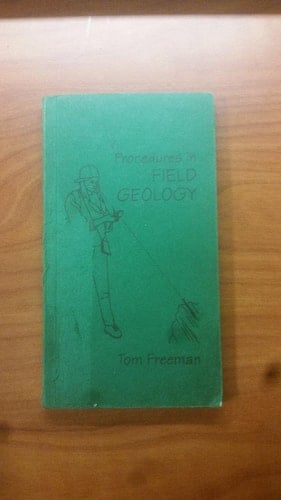 Procedures in
FIELD
GEOLOGY
Tom Freeman